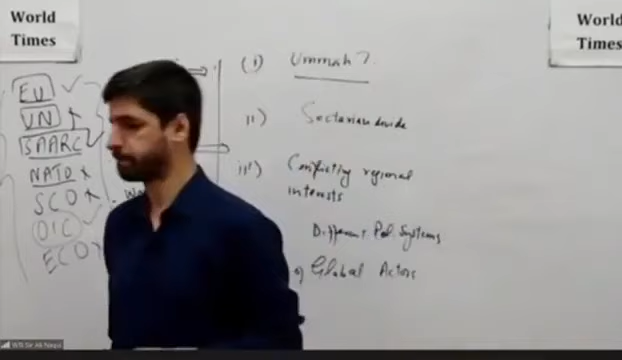 World
Times
World
Times
EU
UN
SAARC
NATO
SCO
OIC
ECO
(i) Ummah?
ii) Sectarian divide
iii) Conflicting regional
interests
Different Pol. Systems
Global Actors